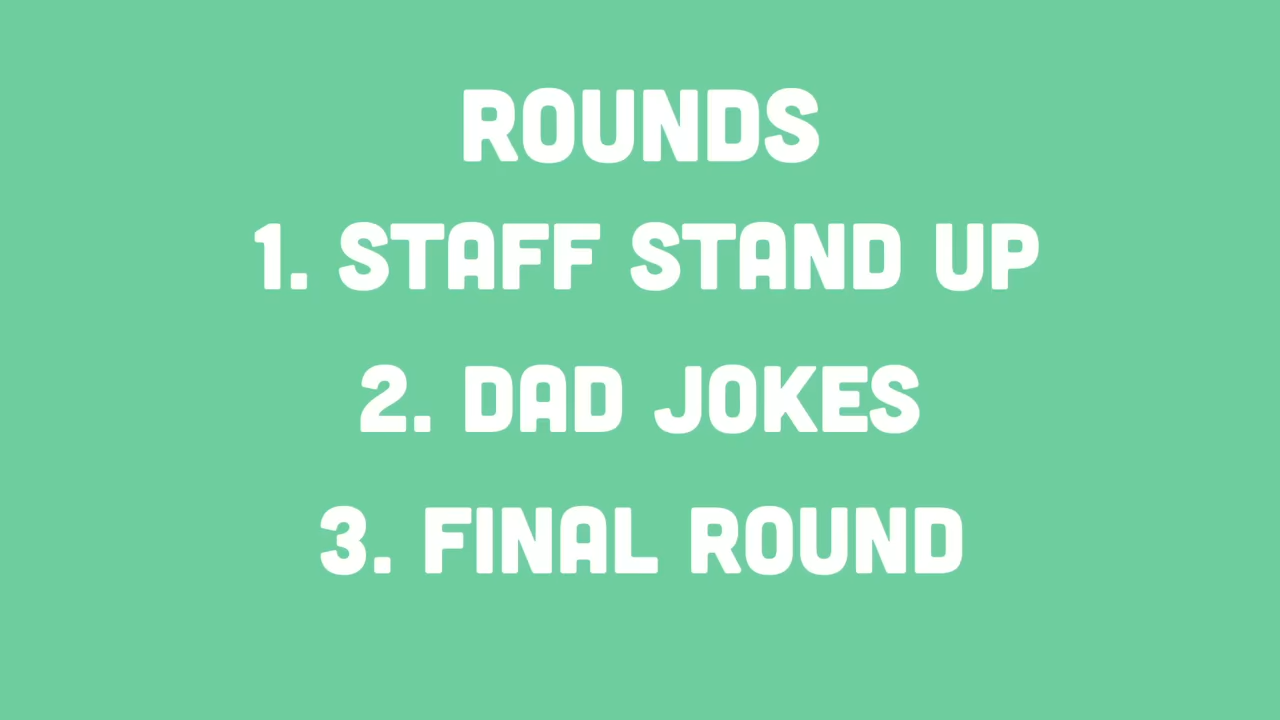 ROUNDS
1. STAFF STAND UP
2. DAD JOKES
3. FINAL ROUND